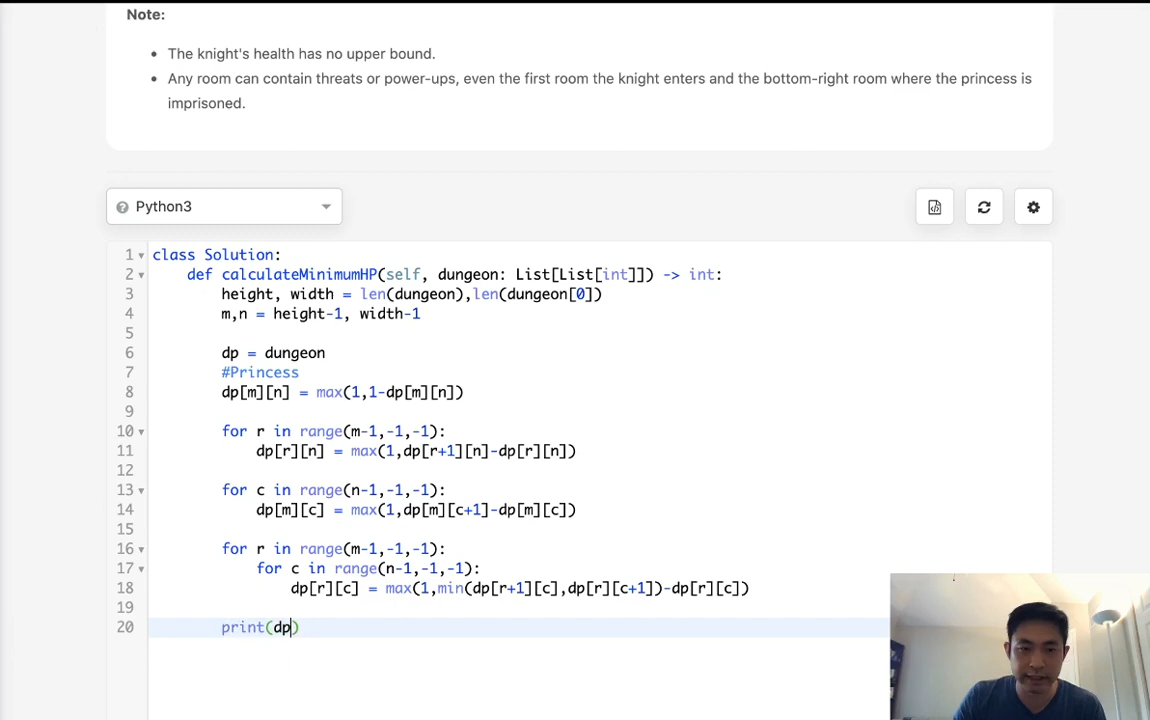 Note:
• The knight's health has no upper bound.
• Any room can contain threats or power-ups, even the first room the knight enters and the bottom-right room where the princess is
imprisoned.
Python3
1 class Solution:
2 def calculateMinimumHP(self, dungeon: List[List[int]]) -> int:
3 height, width = len(dungeon),len(dungeon[0])
4 m,n = height-1, width-1
5
6 dp = dungeon
7 #Princess
8 dp[m][n] = max(1,1-dp[m][n])
9
10 for r in range(m-1,-1,-1):
11 dp[r][n] = max(1,dp[r+1][n]-dp[r][n])
12
13 for c in range(n-1,-1,-1):
14 dp[m][c] = max(1,dp[m][c+1]-dp[m][c])
15
16 for r in range(m-1,-1,-1):
17 for c in range(n-1,-1,-1):
18 dp[r][c] = max(1,min(dp[r+1][c],dp[r][c+1])-dp[r][c])
19
20 print(dp)